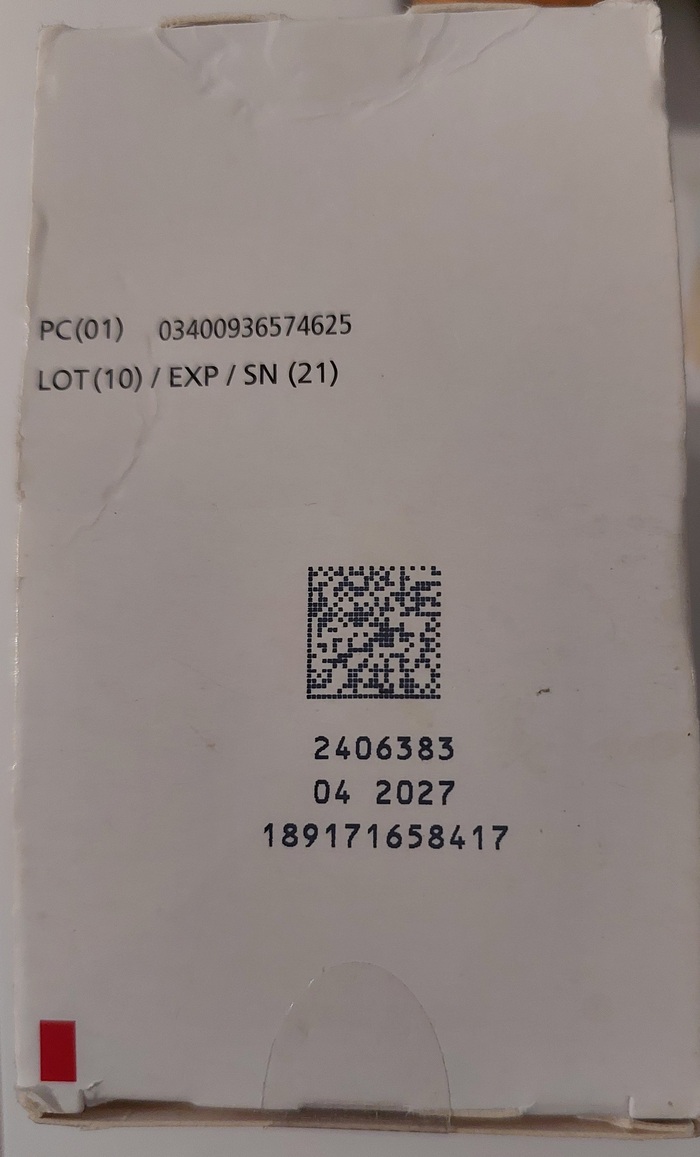 PC(01) 03400936574625
LOT(10) / EXP / SN (21)
2406383
04 2027
189171658417